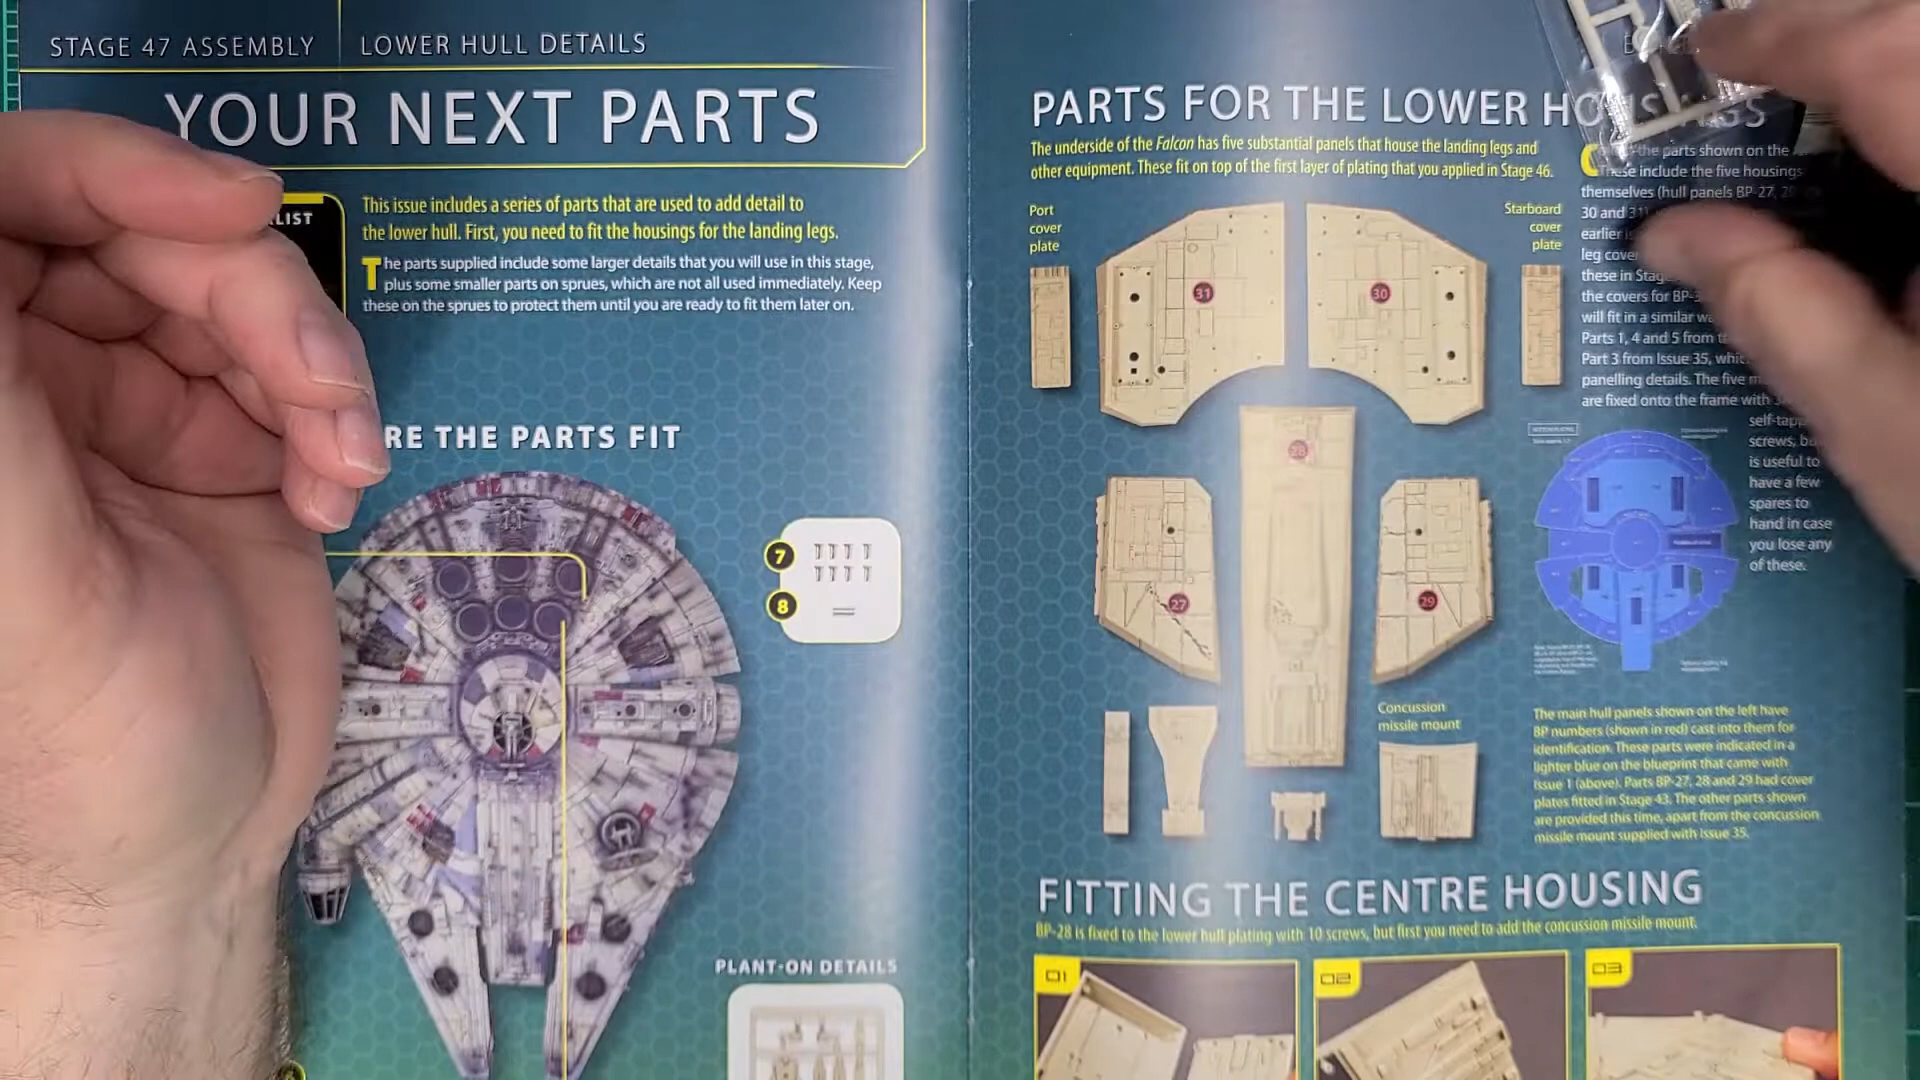 STAGE 47 ASSEMBLY
LOWER HULL DETAILS
YOUR NEXT PARTS
LIST
This issue includes a series of parts that are used to add detail to
the lower hull. First, you need to fit the housings for the landing legs.
The parts supplied include some larger details that you will use in this stage,
plus some smaller parts on sprues, which are not all used immediately. Keep
these on the sprues to protect them until you are ready to fit them later on.
RE THE PARTS FIT
7
8
PLANT-ON DETAILS
PARTS FOR THE LOWER HOUSINGS
The underside of the Falcon has five substantial panels that house the landing legs and
other equipment. These fit on top of the first layer of plating that you applied in Stage 46.
Port
cover
plate
Starboard
cover
plate
31
30
28
27
29
Concussion
missile mount
the parts shown on the
These include the five housings
themselves (hull panels BP-27,
30 and 31)
earlier
leg cover
these in Stag
the covers for BP-3
will fit in a similar
Parts 1, 4 and 5 from
Part 3 from Issue 35,
panelling details. The five
are fixed onto the frame with
self-tapp
screws,
is useful to
have a few
spares to
hand in case
you lose any
of these.
The main hull panels shown on the left have
BP numbers (shown in red) cast into them for
identification. These parts were indicated in a
lighter blue on the blueprint that came with
Issue 1 (above). Parts BP-27, 28 and 29 had cover
plates fitted in Stage 43. The other parts shown
are provided this time, apart from the concussion
missile mount supplied with Issue 35.
FITTING THE CENTRE HOUSING
BP-28 is fixed to the lower hull plating with 10 screws, but first you need to add the concussion missile mount.
01
02
03